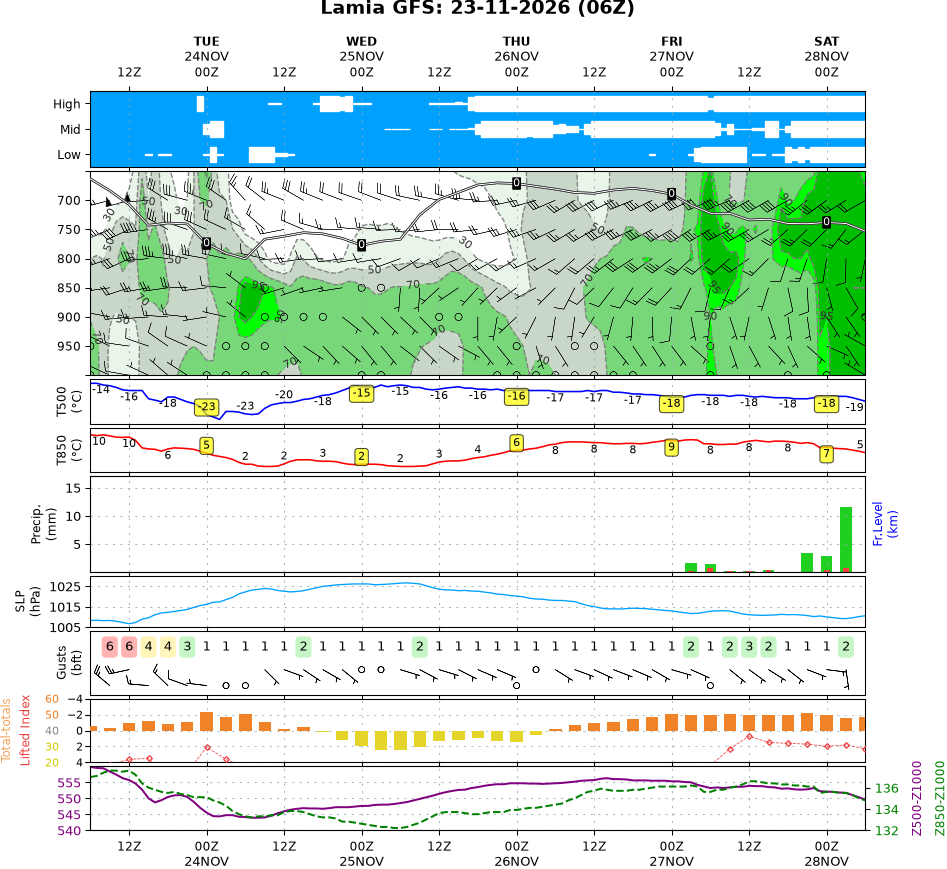 Lamia GFS: 23-11-2026 (06Z)
TUE WED THU FRI SAT
24NOV 25NOV 26NOV 27NOV 28NOV
12Z 00Z 12Z 00Z 12Z 00Z 12Z 00Z 12Z 00Z
High
Mid
Low
700
750
800
850
900
950
T500
(°C)
-14 -16 -18 -23 -23 -20 -18 -15 -15 -16 -16 -16 -17 -17 -17 -18 -18 -18 -18 -18 -19
T850
(°C)
10 10 6 5 2 2 3 2 2 3 4 6 8 8 8 9 8 8 8 7 5
Precip.
(mm)
15
10
5
Fr.Level
(km)
SLP
(hPa)
1025
1015
1005
Gusts
(bft)
6 6 4 4 3 1 1 1 1 1 2 1 1 1 1 1 2 1 1 1 1 1 1 1 1 1 1 1 1 1 2 1 2 3 2 1 1 1 2
Total-totals
Lifted Index
60 −4
50 −2
40 0
30 2
20 4
555
550
545
540
136
134
132
Z500-Z1000
Z850-Z1000
12Z 00Z 12Z 00Z 12Z 00Z 12Z 00Z 12Z 00Z
24NOV 25NOV 26NOV 27NOV 28NOV